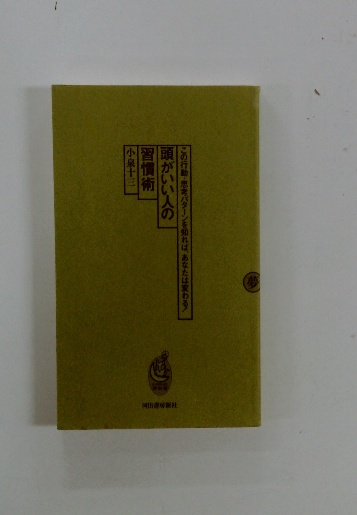 この行動・思考パターンを知れば、あなたは変わる!
頭がいい人の
習慣術
小泉十三
夢
河出書房新社